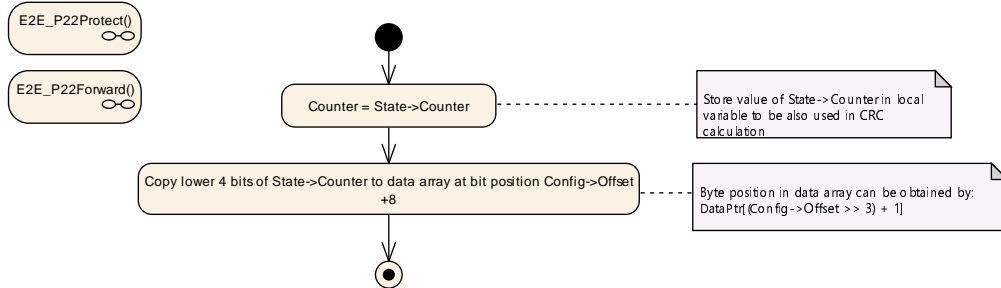 E2E_P22Protect()
E2E_P22Forward()
Counter = State->Counter
Store value of State->Counter in local
variable to be also used in CRC
calculation
Copy lower 4 bits of State->Counter to data array at bit position Config->Offset
+8
Byte position in data array can be obtained by:
DataPtr[(Config->Offset >> 3) + 1]